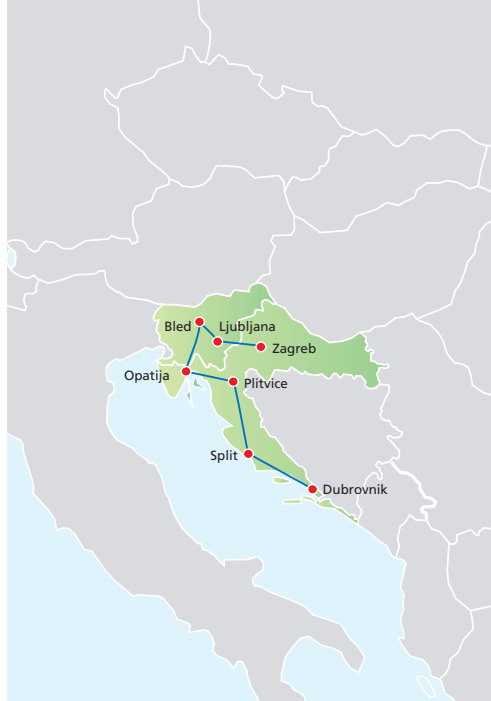 Bled
Ljubljana
Zagreb
Opatija
Plitvice
Split
Dubrovnik